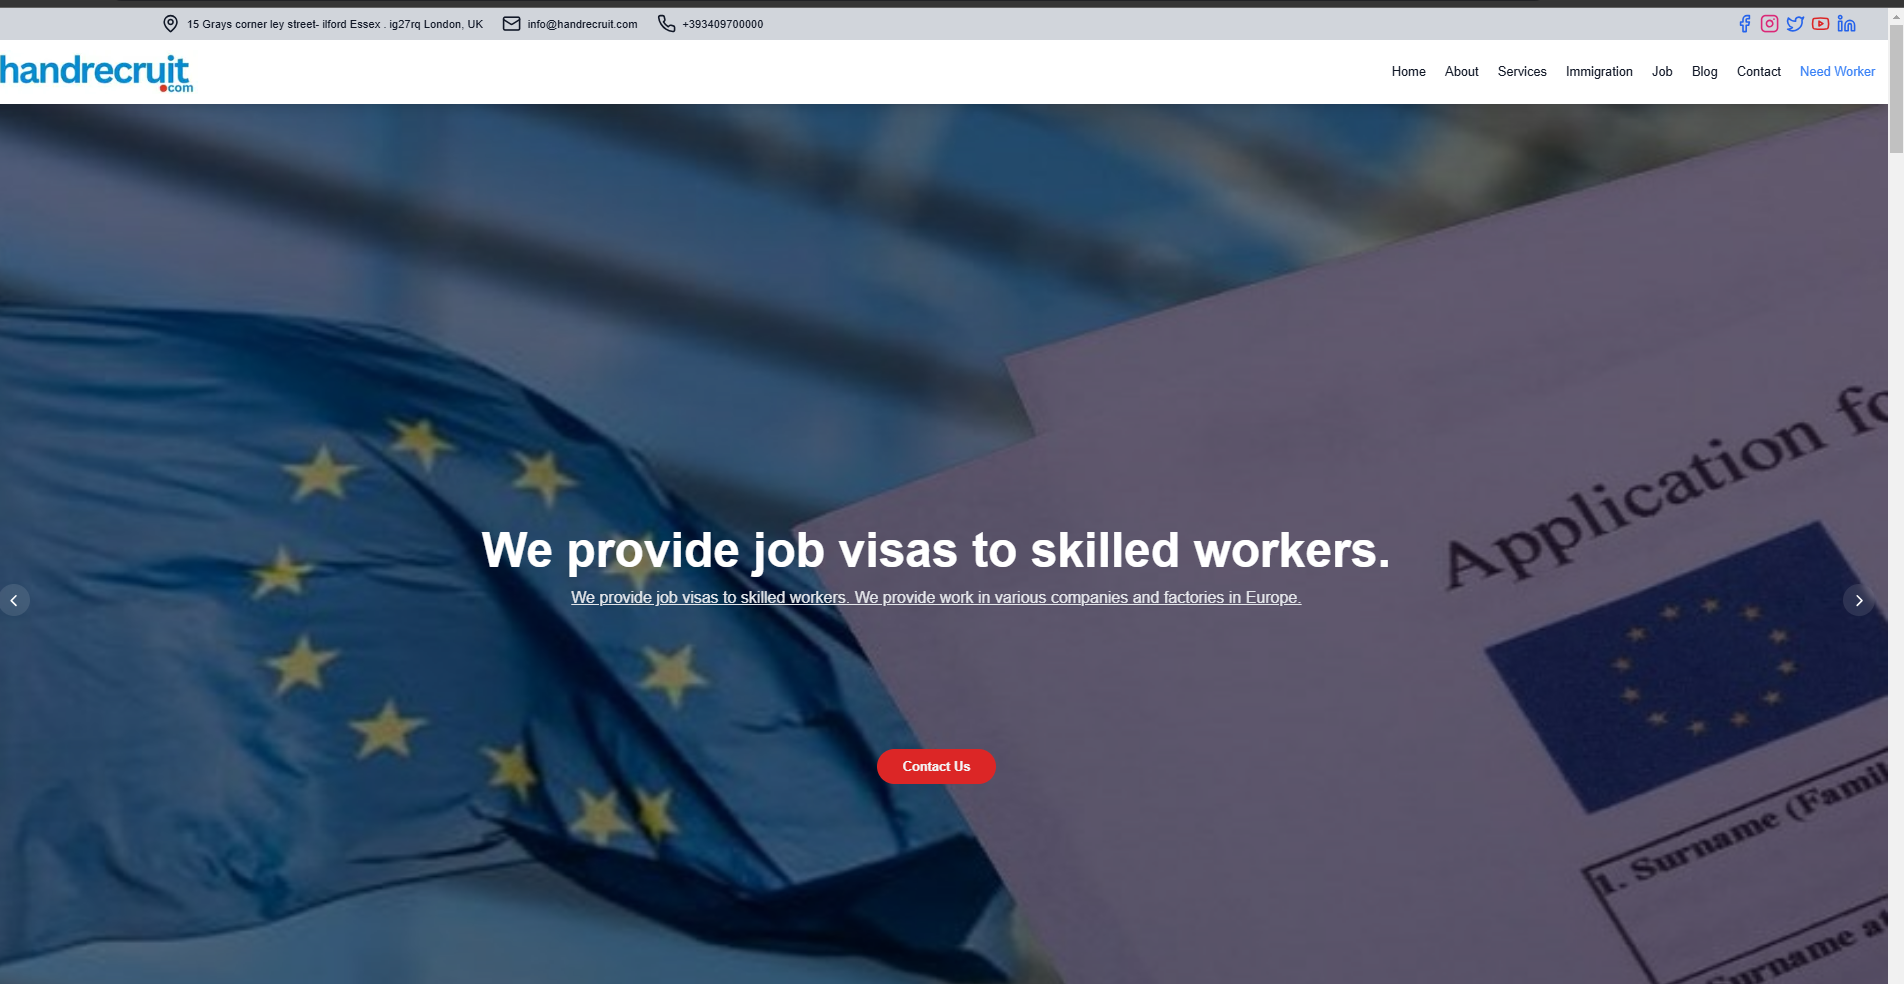 15 Grays corner ley street- ilford Essex . ig27rq London, UK info@handrecruit.com +393409700000
handrecruit
.com
Home About Services Immigration Job Blog Contact Need Worker
Application fo
We provide job visas to skilled workers.
We provide job visas to skilled workers. We provide work in various companies and factories in Europe.
Contact Us
1. Surname (Famil
Surname at